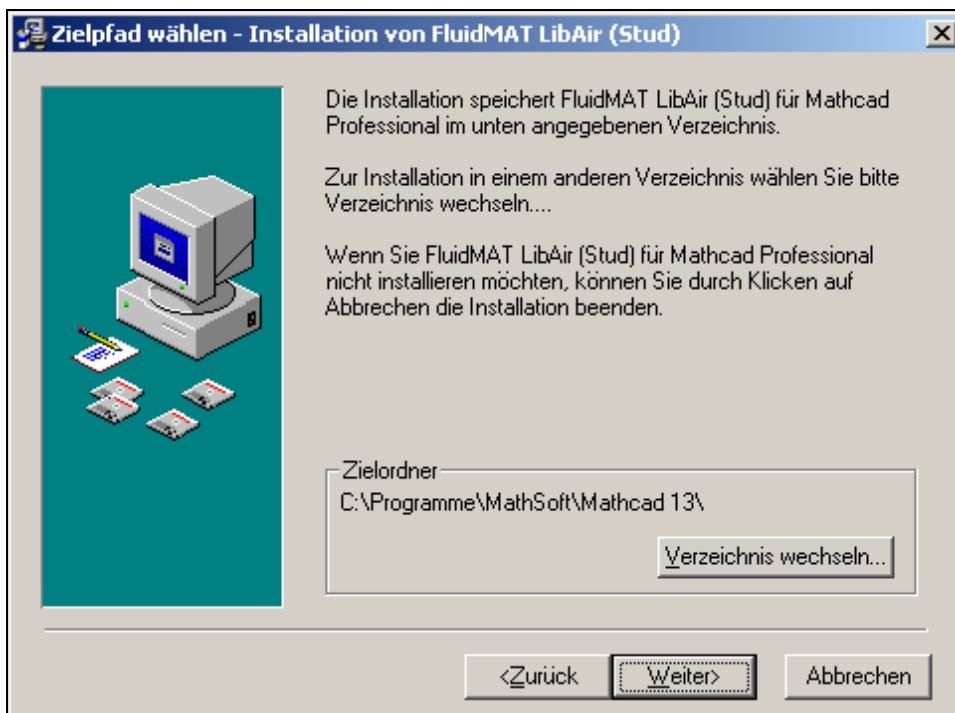 Zielpfad wählen - Installation von FluidMAT LibAir (Stud)
Die Installation speichert FluidMAT LibAir (Stud) für Mathcad
Professional im unten angegebenen Verzeichnis.
Zur Installation in einem anderen Verzeichnis wählen Sie bitte
Verzeichnis wechseln....
Wenn Sie FluidMAT LibAir (Stud) für Mathcad Professional
nicht installieren möchten, können Sie durch Klicken auf
Abbrechen die Installation beenden.
Zielordner
C:\Programme\MathSoft\Mathcad 13\
Verzeichnis wechseln...
<Zurück
Weiter>
Abbrechen